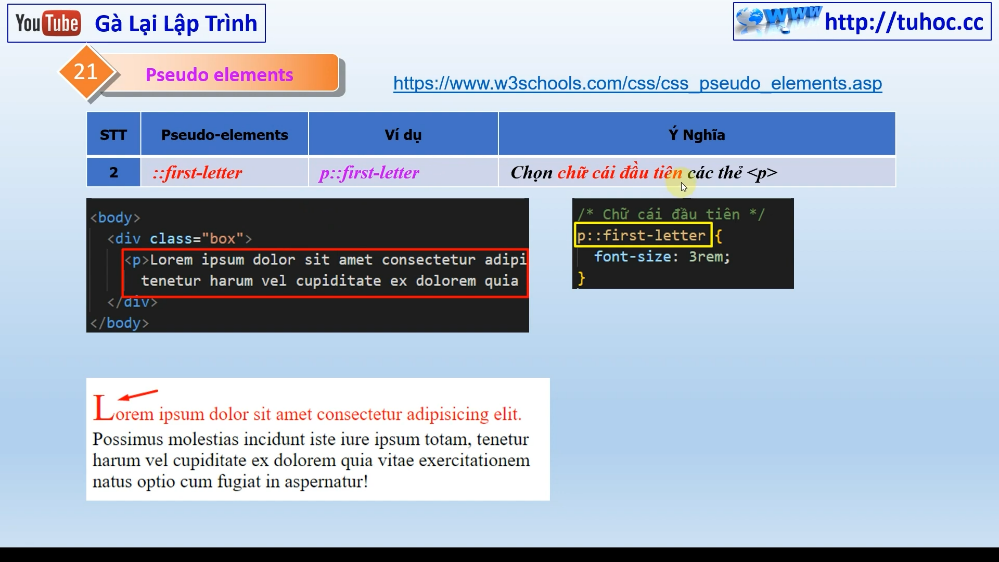 YouTube Gà Lại Lập Trình
www http://tuhoc.cc
21 Pseudo elements
https://www.w3schools.com/css/css_pseudo_elements.asp
STT Pseudo-elements Ví dụ Ý Nghĩa
2 ::first-letter p::first-letter Chọn chữ cái đầu tiên các thẻ <p>
<body>
<div class="box">
<p>Lorem ipsum dolor sit amet consectetur adipi
tenetur harum vel cupiditate ex dolorem quia
</div>
</body>
/* Chữ cái đầu tiên */
p::first-letter {
font-size: 3rem;
}
Lorem ipsum dolor sit amet consectetur adipisicing elit.
Possimus molestias incidunt iste iure ipsum totam, tenetur
harum vel cupiditate ex dolorem quia vitae exercitationem
natus optio cum fugiat in aspernatur!